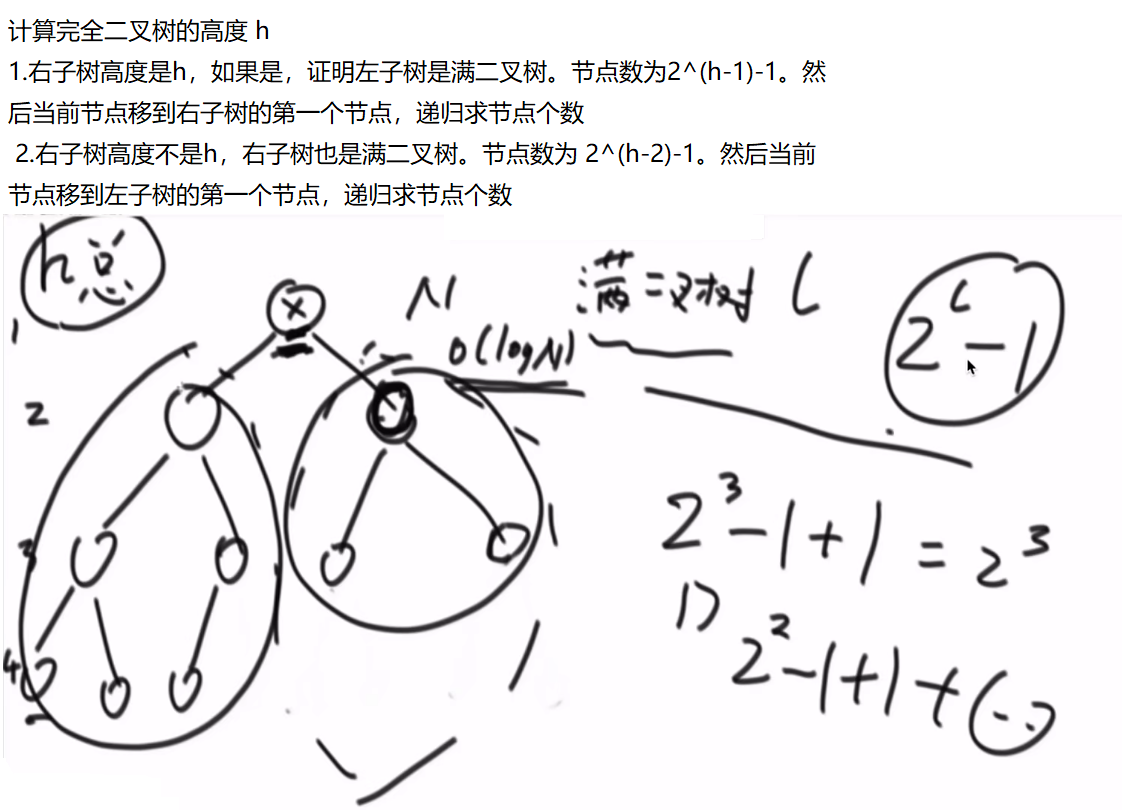 计算完全二叉树的高度 h
1.右子树高度是h，如果是，证明左子树是满二叉树。节点数为2^(h-1)-1。然
后当前节点移到右子树的第一个节点，递归求节点个数
2.右子树高度不是h，右子树也是满二叉树。节点数为 2^(h-2)-1。然后当前
节点移到左子树的第一个节点，递归求节点个数
h总
1
X
N
O(logN)
满二叉树 L
2^L-1
2
3
4
2^3-1+1=2^3
2^2-1+1+(--)